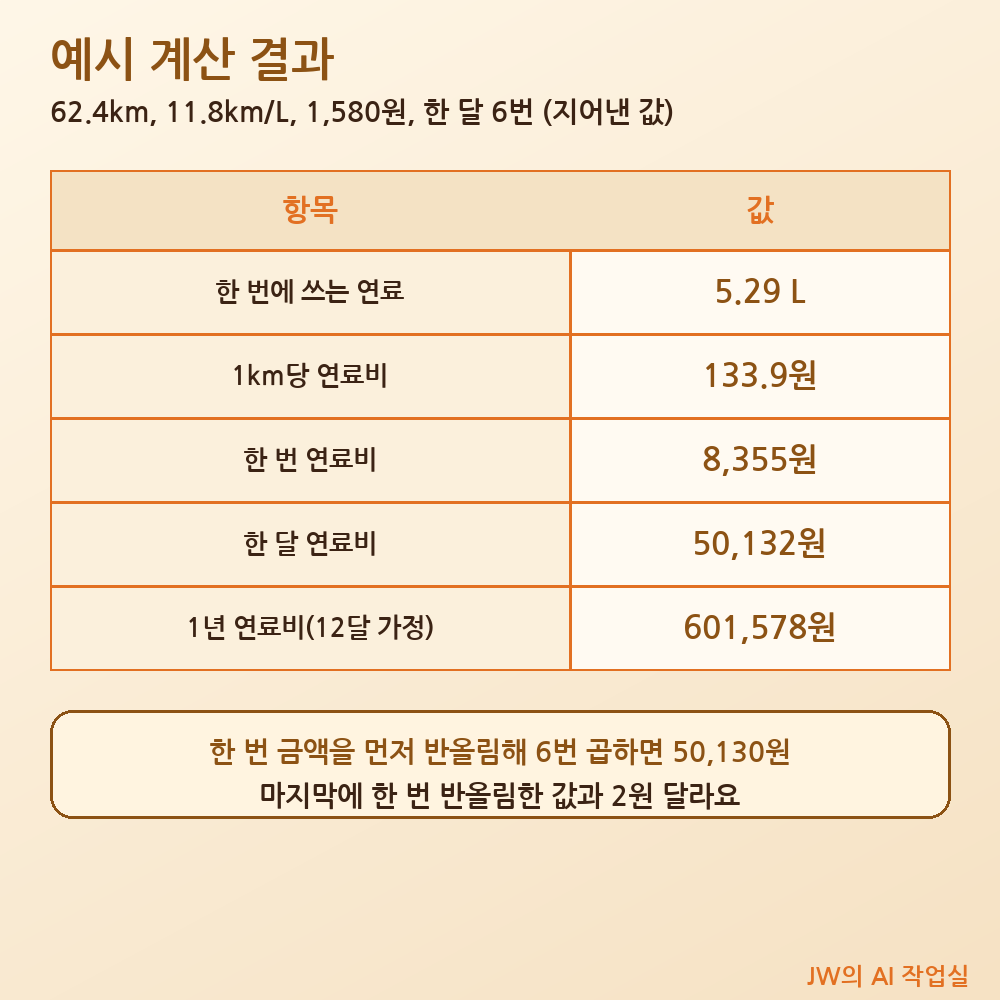 예시 계산 결과
62.4km, 11.8km/L, 1,580원, 한 달 6번 (지어낸 값)
항목 값
한 번에 쓰는 연료 5.29 L
1km당 연료비 133.9원
한 번 연료비 8,355원
한 달 연료비 50,132원
1년 연료비(12달 가정) 601,578원
한 번 금액을 먼저 반올림해 6번 곱하면 50,130원
마지막에 한 번 반올림한 값과 2원 달라요
JW의 AI 작업실